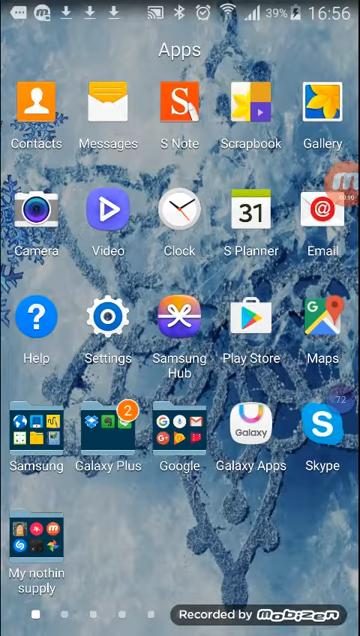 39% 16:56
Apps
Contacts Messages S Note Scrapbook Gallery
31 @
Camera Video Clock S Planner Email
Help Settings Samsung Hub Play Store Maps
2 Galaxy 72
Samsung Galaxy Plus Google Galaxy Apps Skype
My nothin supply
Recorded by MOBIZEN